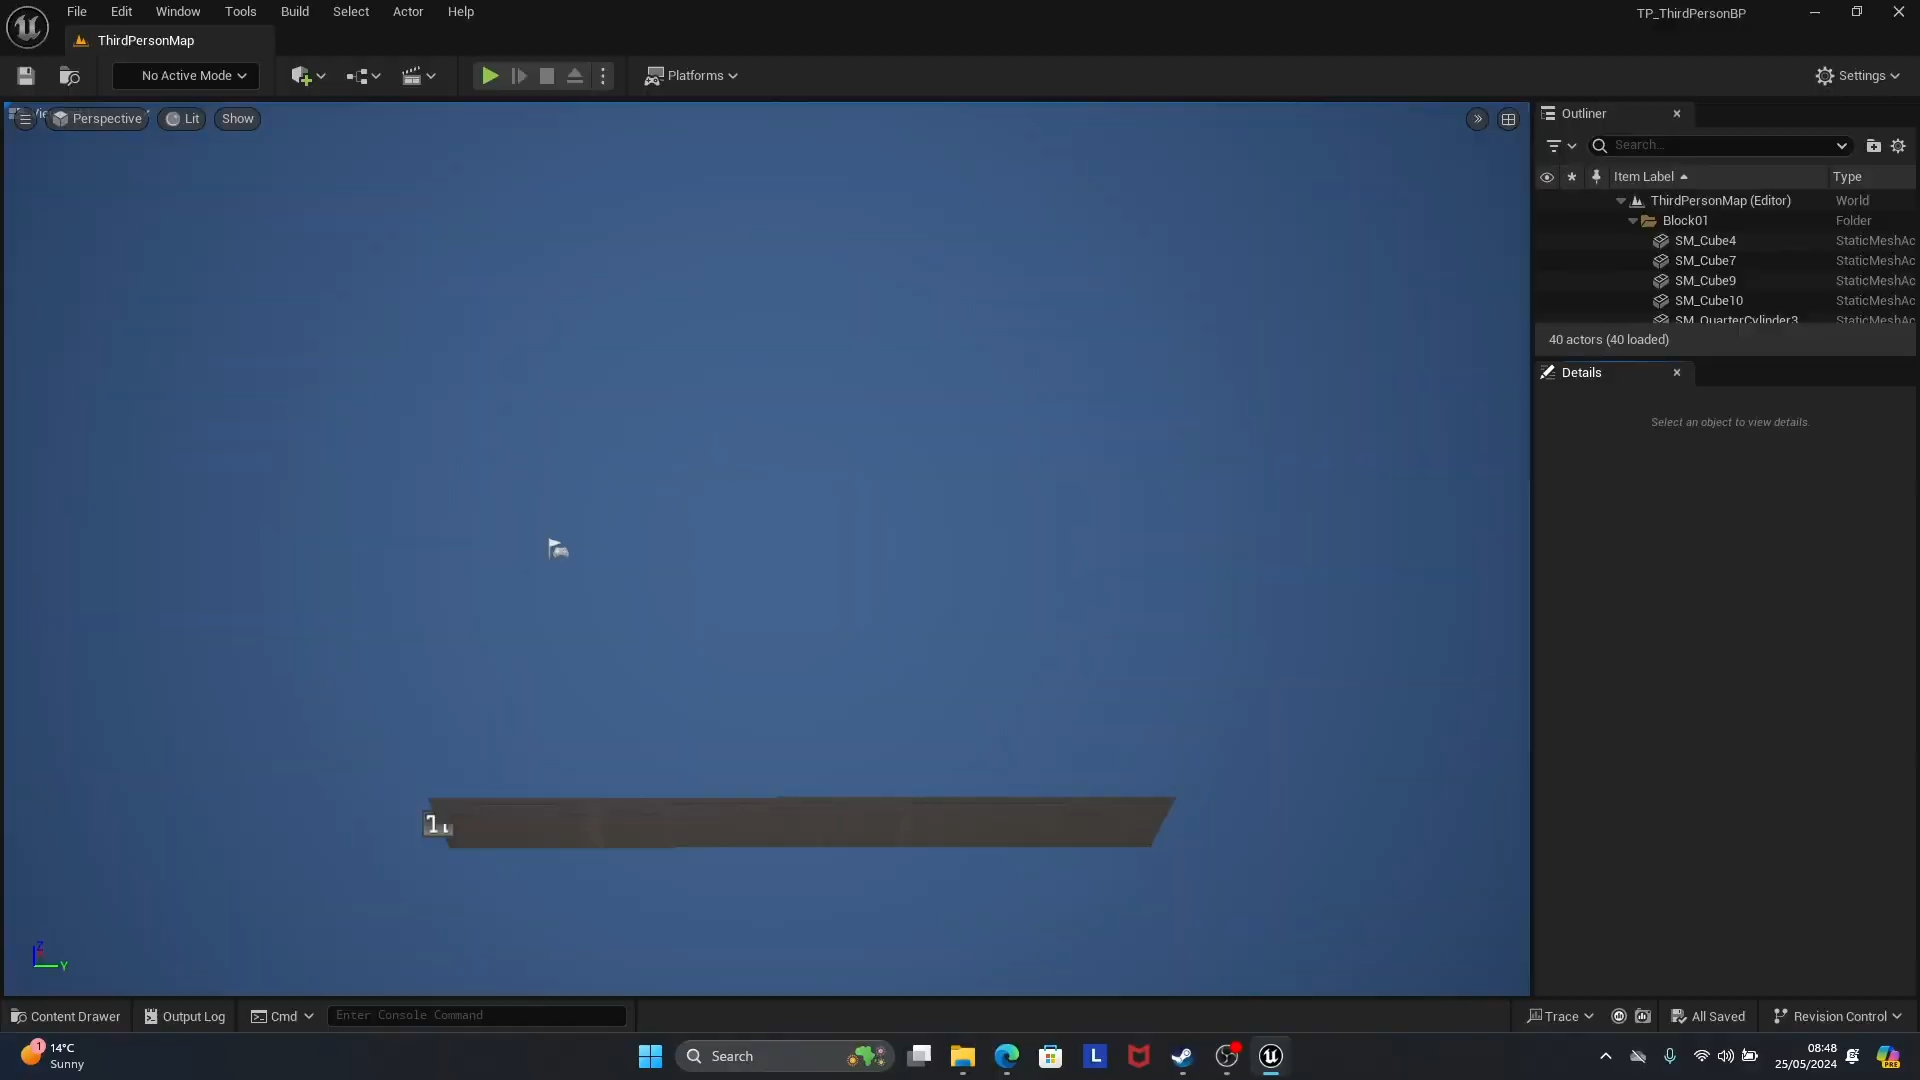 File Edit Window Tools Build Select Actor Help
TP_ThirdPersonBP
ThirdPersonMap
No Active Mode
Platforms
Settings
Perspective
Lit
Show
Outliner
Search...
Item Label
Type
ThirdPersonMap (Editor)
World
Block01
Folder
SM_Cube4
StaticMeshAc
SM_Cube7
StaticMeshAc
SM_Cube9
StaticMeshAc
SM_Cube10
StaticMeshAc
SM_QuarterCylinder3
StaticMeshAc
40 actors (40 loaded)
Details
Select an object to view details.
Z
Y
Content Drawer
Output Log
Cmd
Enter Console Command
Trace
All Saved
Revision Control
1
14°C
Sunny
Search
L
PRE
08:48
25/05/2024